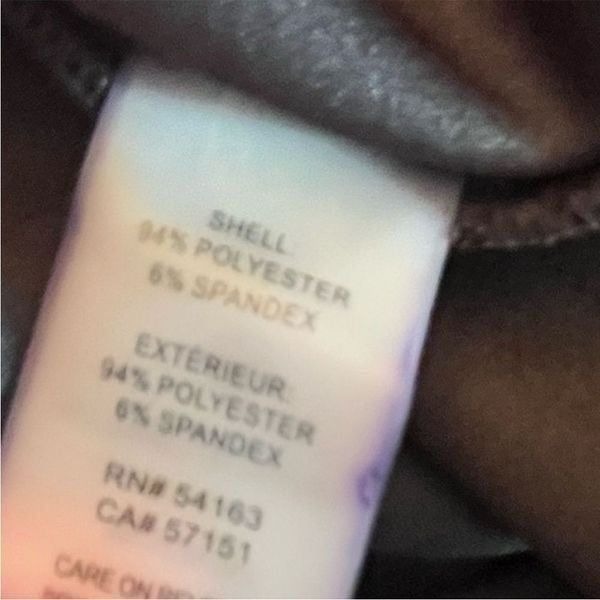 SHELL:
94% POLYESTER
6% SPANDEX
EXTÉRIEUR:
94% POLYESTER
6% SPANDEX
RN# 54163
CA# 57151
CARE ON